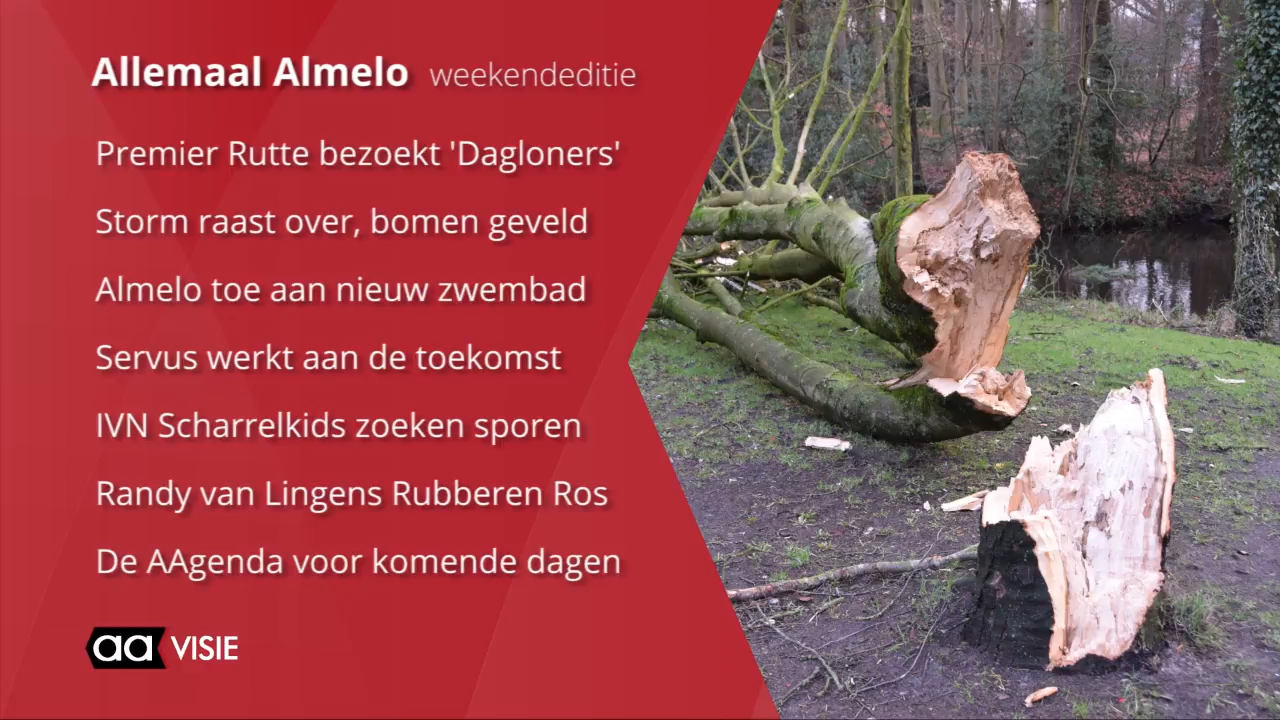 Allemaal Almelo weekendeditie
Premier Rutte bezoekt 'Dagloners'
Storm raast over, bomen geveld
Almelo toe aan nieuw zwembad
Servus werkt aan de toekomst
IVN Scharrelkids zoeken sporen
Randy van Lingens Rubberen Ros
De AAgenda voor komende dagen
aa VISIE